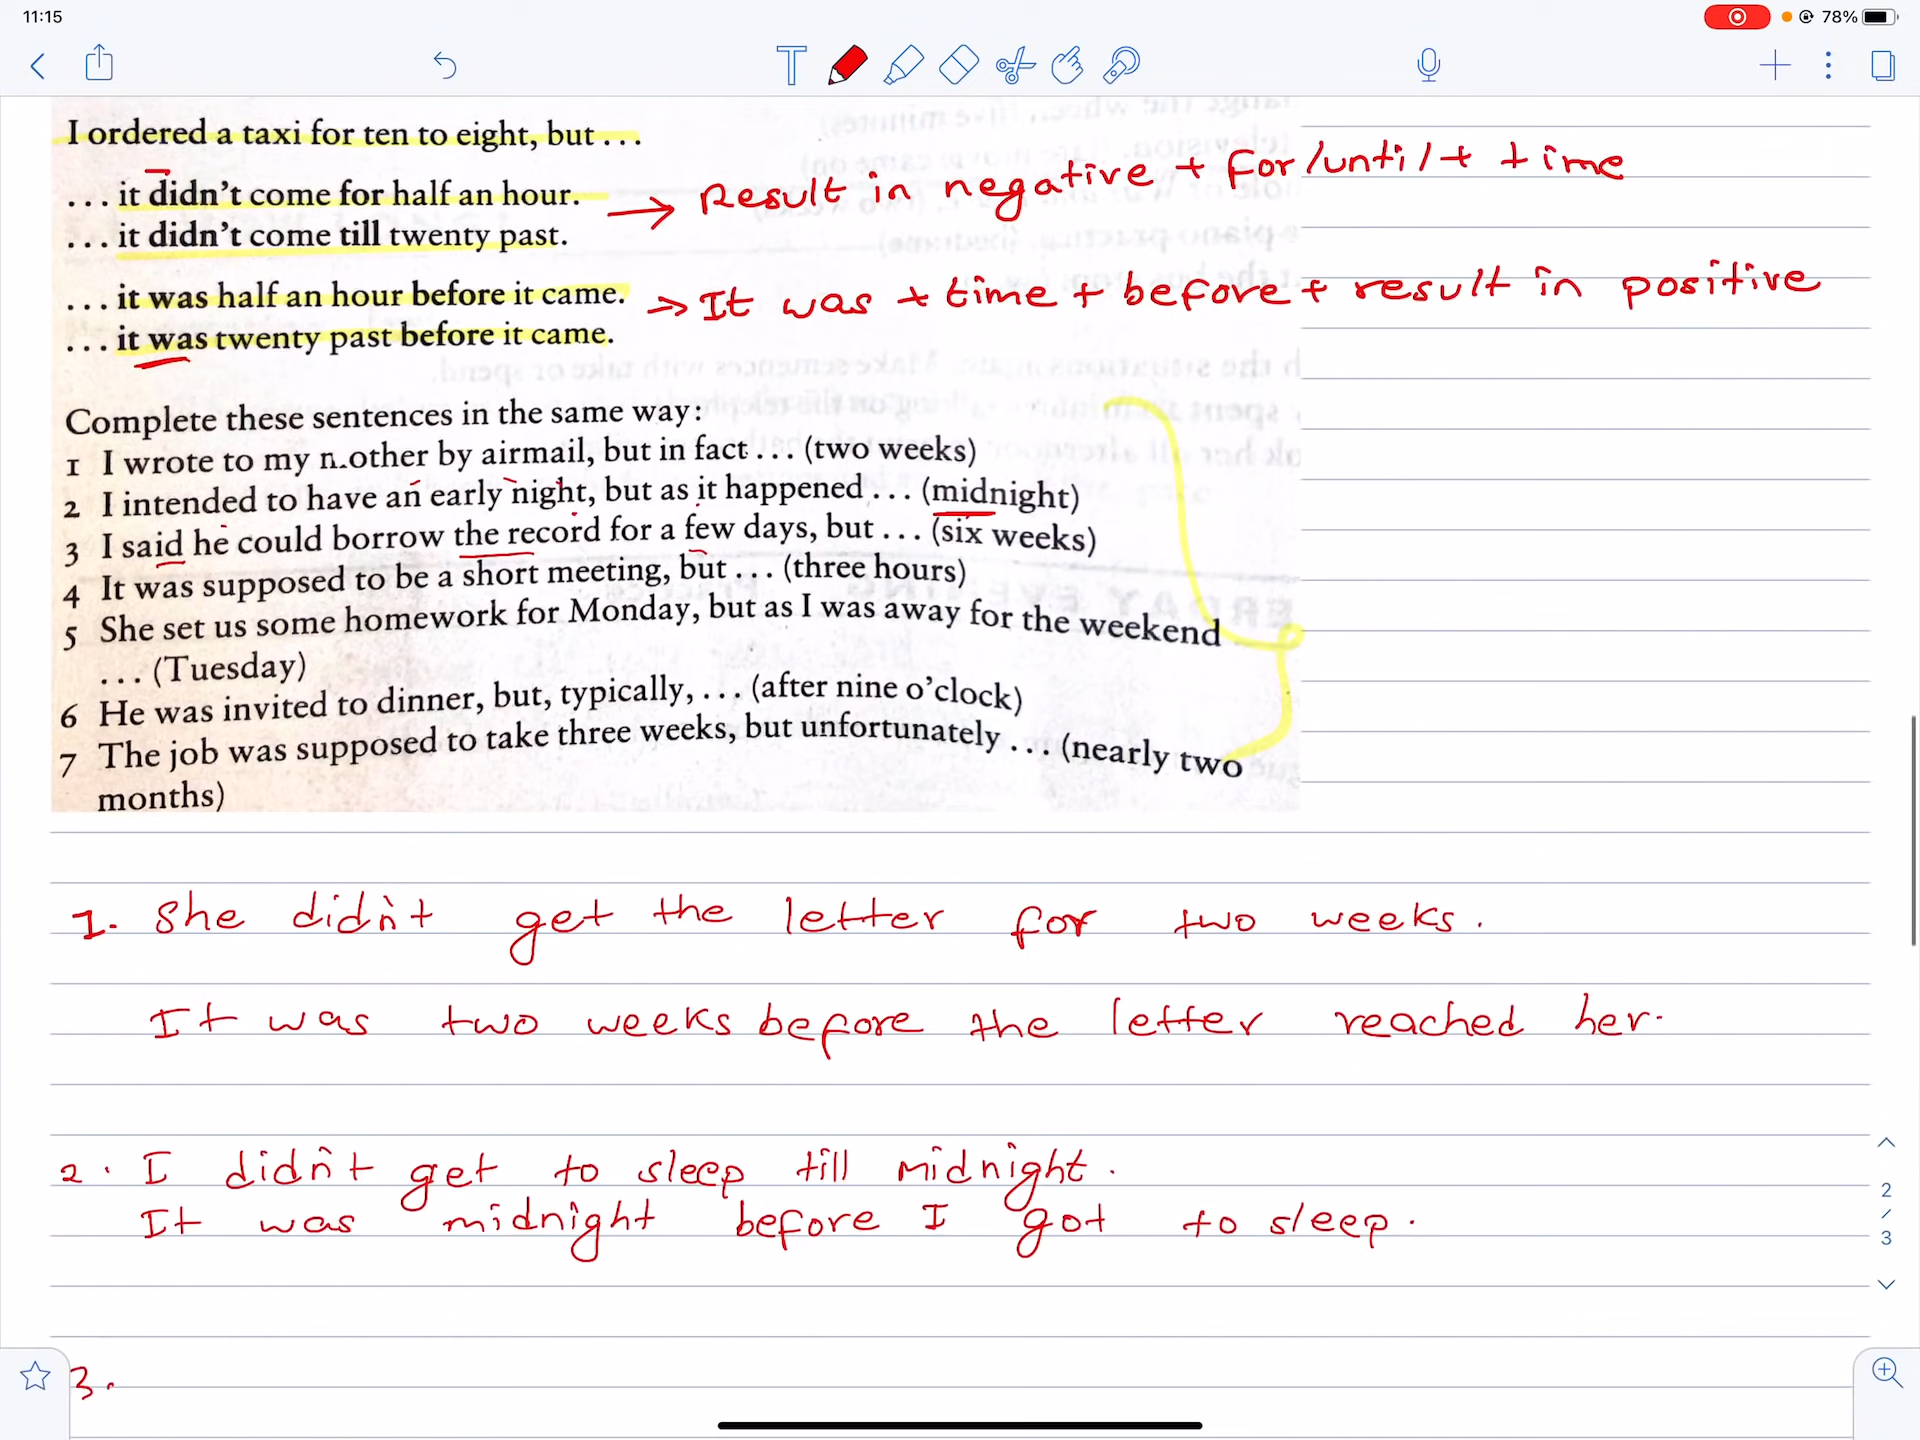 11:15
78%
I ordered a taxi for ten to eight, but ...
... it didn't come for half an hour.
... it didn't come till twenty past.
→ Result in negative + for/until + time
... it was half an hour before it came.
... it was twenty past before it came.
→ It was + time + before + result in positive
Complete these sentences in the same way:
1 I wrote to my mother by airmail, but in fact ... (two weeks)
2 I intended to have an early night, but as it happened ... (midnight)
3 I said he could borrow the record for a few days, but ... (six weeks)
4 It was supposed to be a short meeting, but ... (three hours)
5 She set us some homework for Monday, but as I was away for the weekend
... (Tuesday)
6 He was invited to dinner, but, typically, ... (after nine o'clock)
7 The job was supposed to take three weeks, but unfortunately ... (nearly two
months)
1. She didn't get the letter for two weeks.
It was two weeks before the letter reached her.
2. I didn't get to sleep till midnight.
It was midnight before I got to sleep.
3.
2
/
3